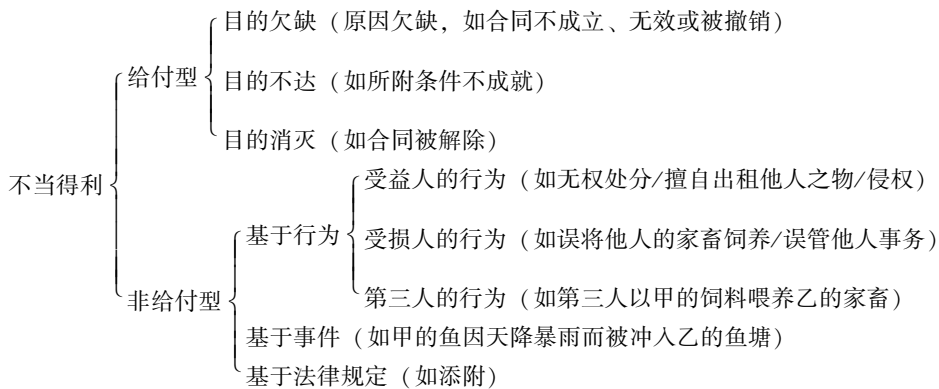 目的欠缺（原因欠缺，如合同不成立、无效或被撤销）
给付型
目的不达（如所附条件不成就）
目的消灭（如合同被解除）
不当得利
受益人的行为（如无权处分/擅自出租他人之物/侵权）
基于行为
受损人的行为（如误将他人的家畜饲养/误管他人事务）
非给付型
第三人的行为（如第三人以甲的饲料喂养乙的家畜）
基于事件（如甲的鱼因天降暴雨而被冲入乙的鱼塘）
基于法律规定（如添附）